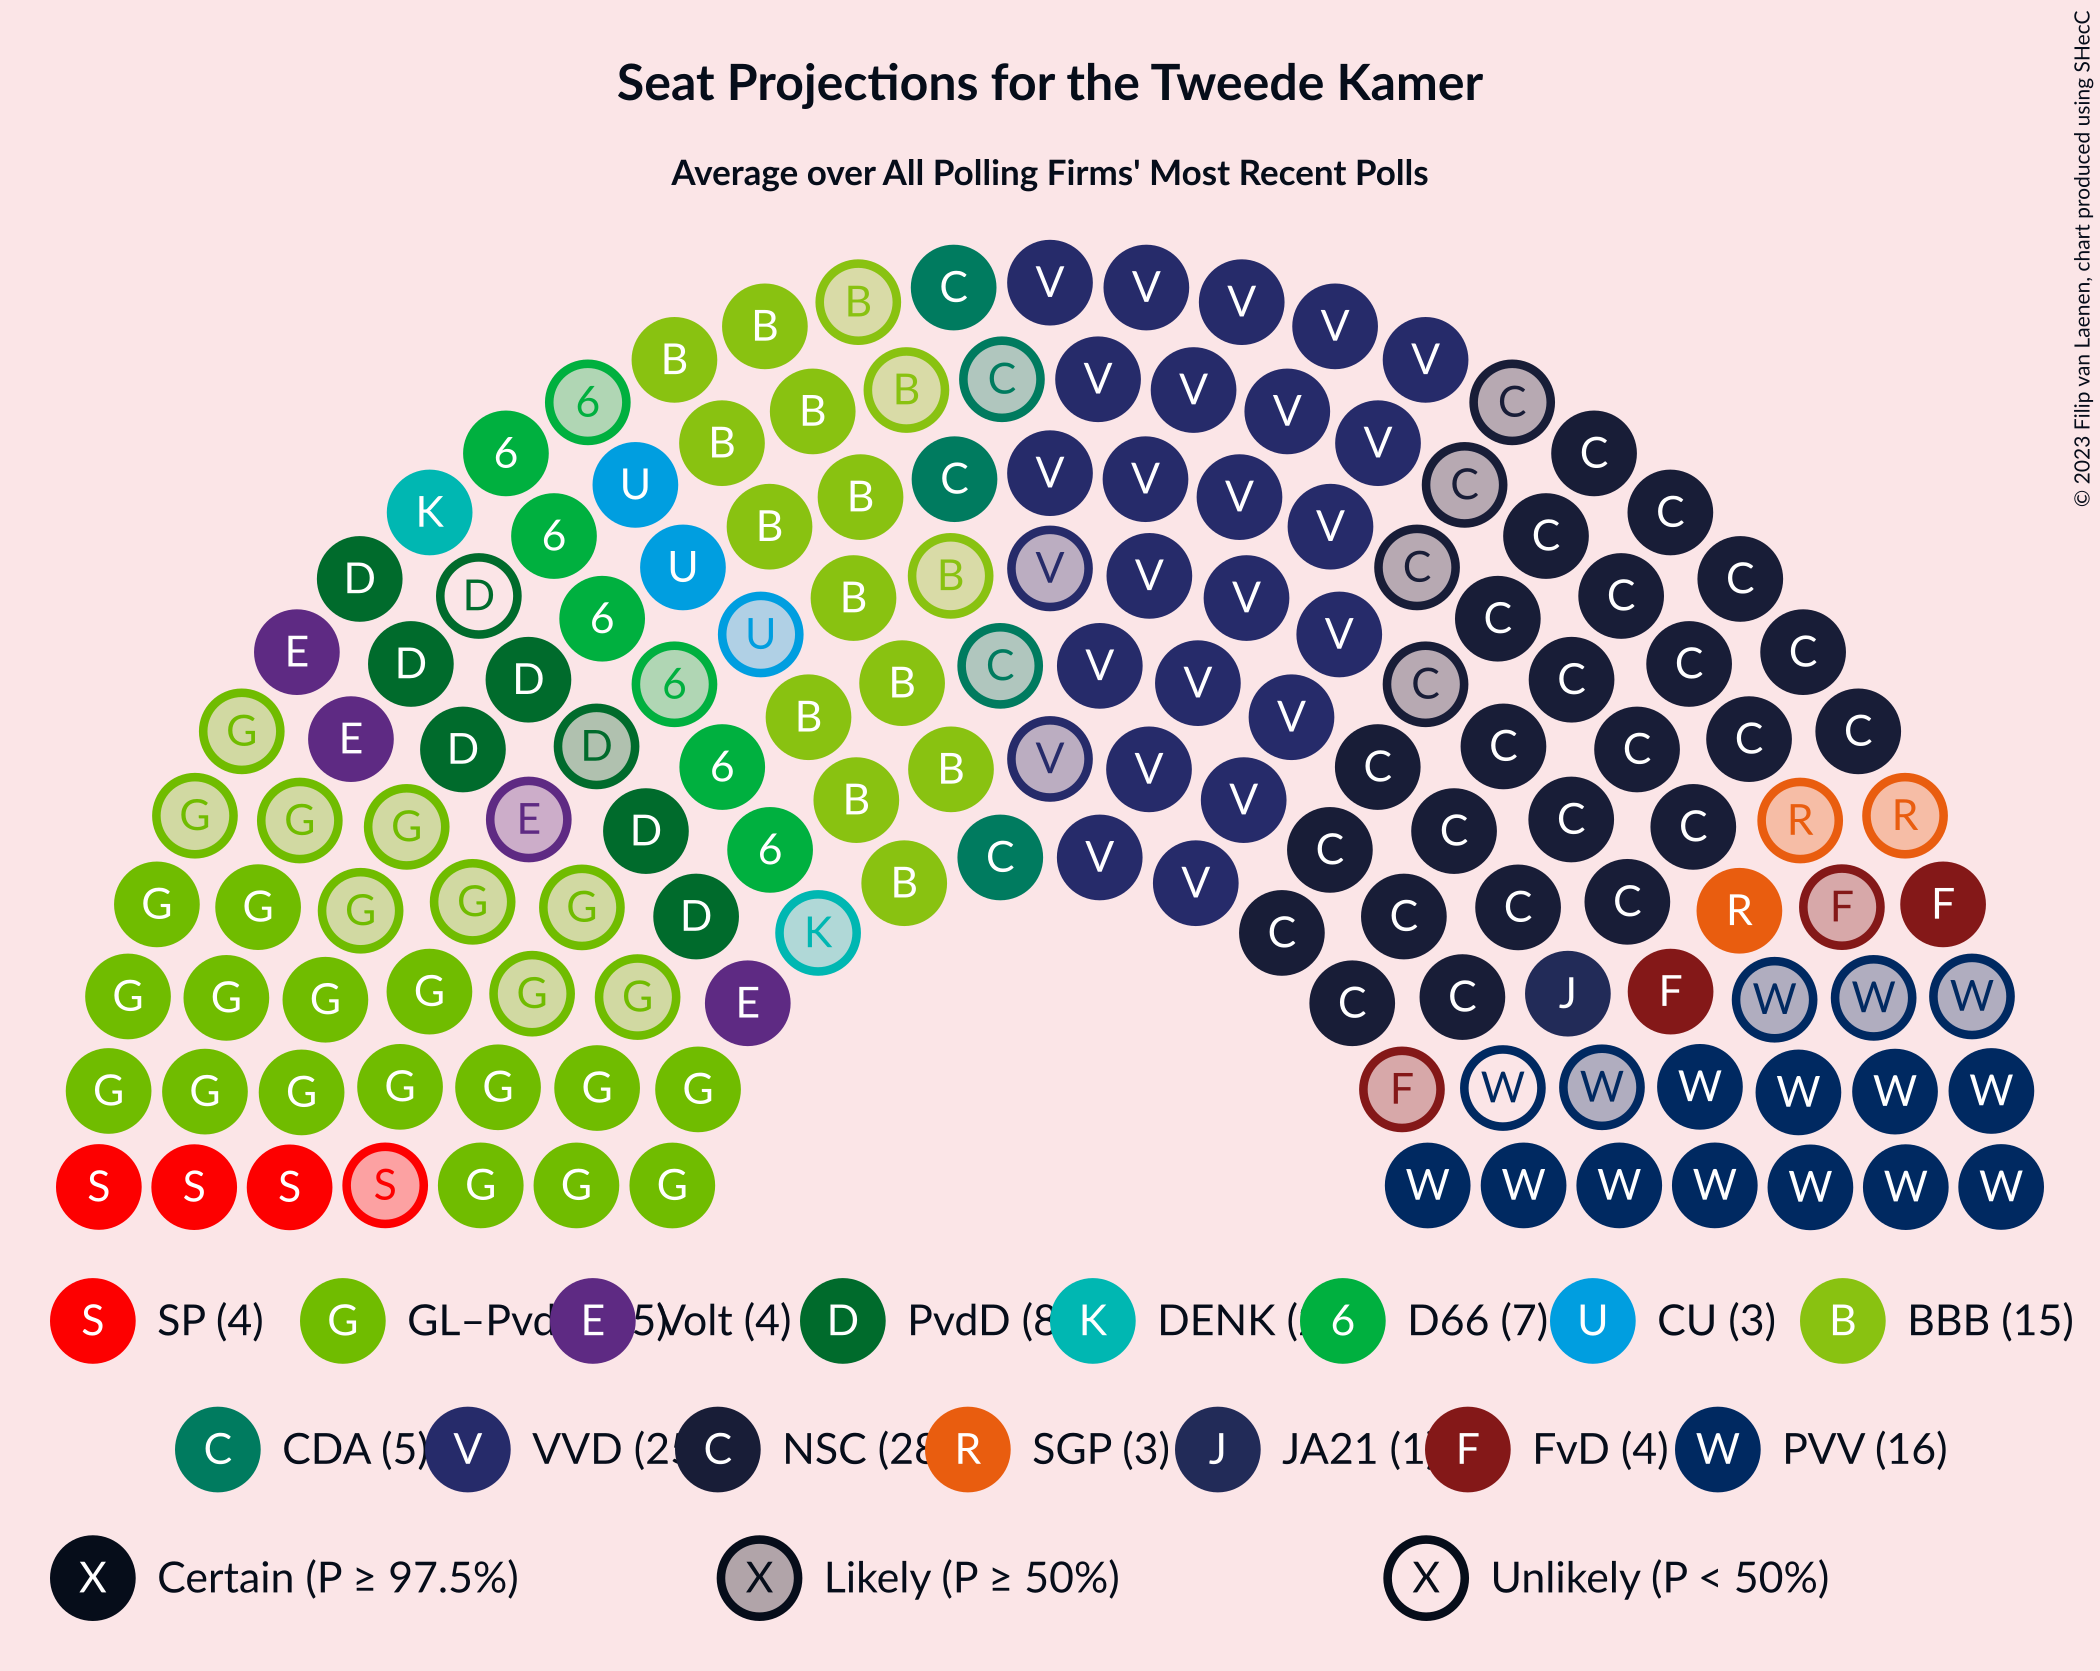 Seat Projections for the Tweede Kamer
Average over All Polling Firms' Most Recent Polls
© 2023 Filip van Laenen, chart produced using SHecC
B C V V V
B B V V
6 B B C V V V C
6 B V C
U B C V V V C
K 6 B V C
D D U B B V V V C C C
6 U V C
E D D 6 B C V V C C C C
G E D D B V C C C C
6 B V V C
G G G E D 6 B V C C C C R R
G G G G G D K B C V V C C C C R F F
G G G G G G E C C J F W W W
G G G G G G G F W W W W W W
S S S S G G G W W W W W W W
S SP (4) G GL–Pvd E 5) Volt (4) D PvdD (8 K DENK ( 6 D66 (7) U CU (3) B BBB (15)
C CDA (5) V VVD (2 C NSC (28 R SGP (3) J JA21 (1 F FvD (4) W PVV (16)
X Certain (P ≥ 97.5%) X Likely (P ≥ 50%) X Unlikely (P < 50%)